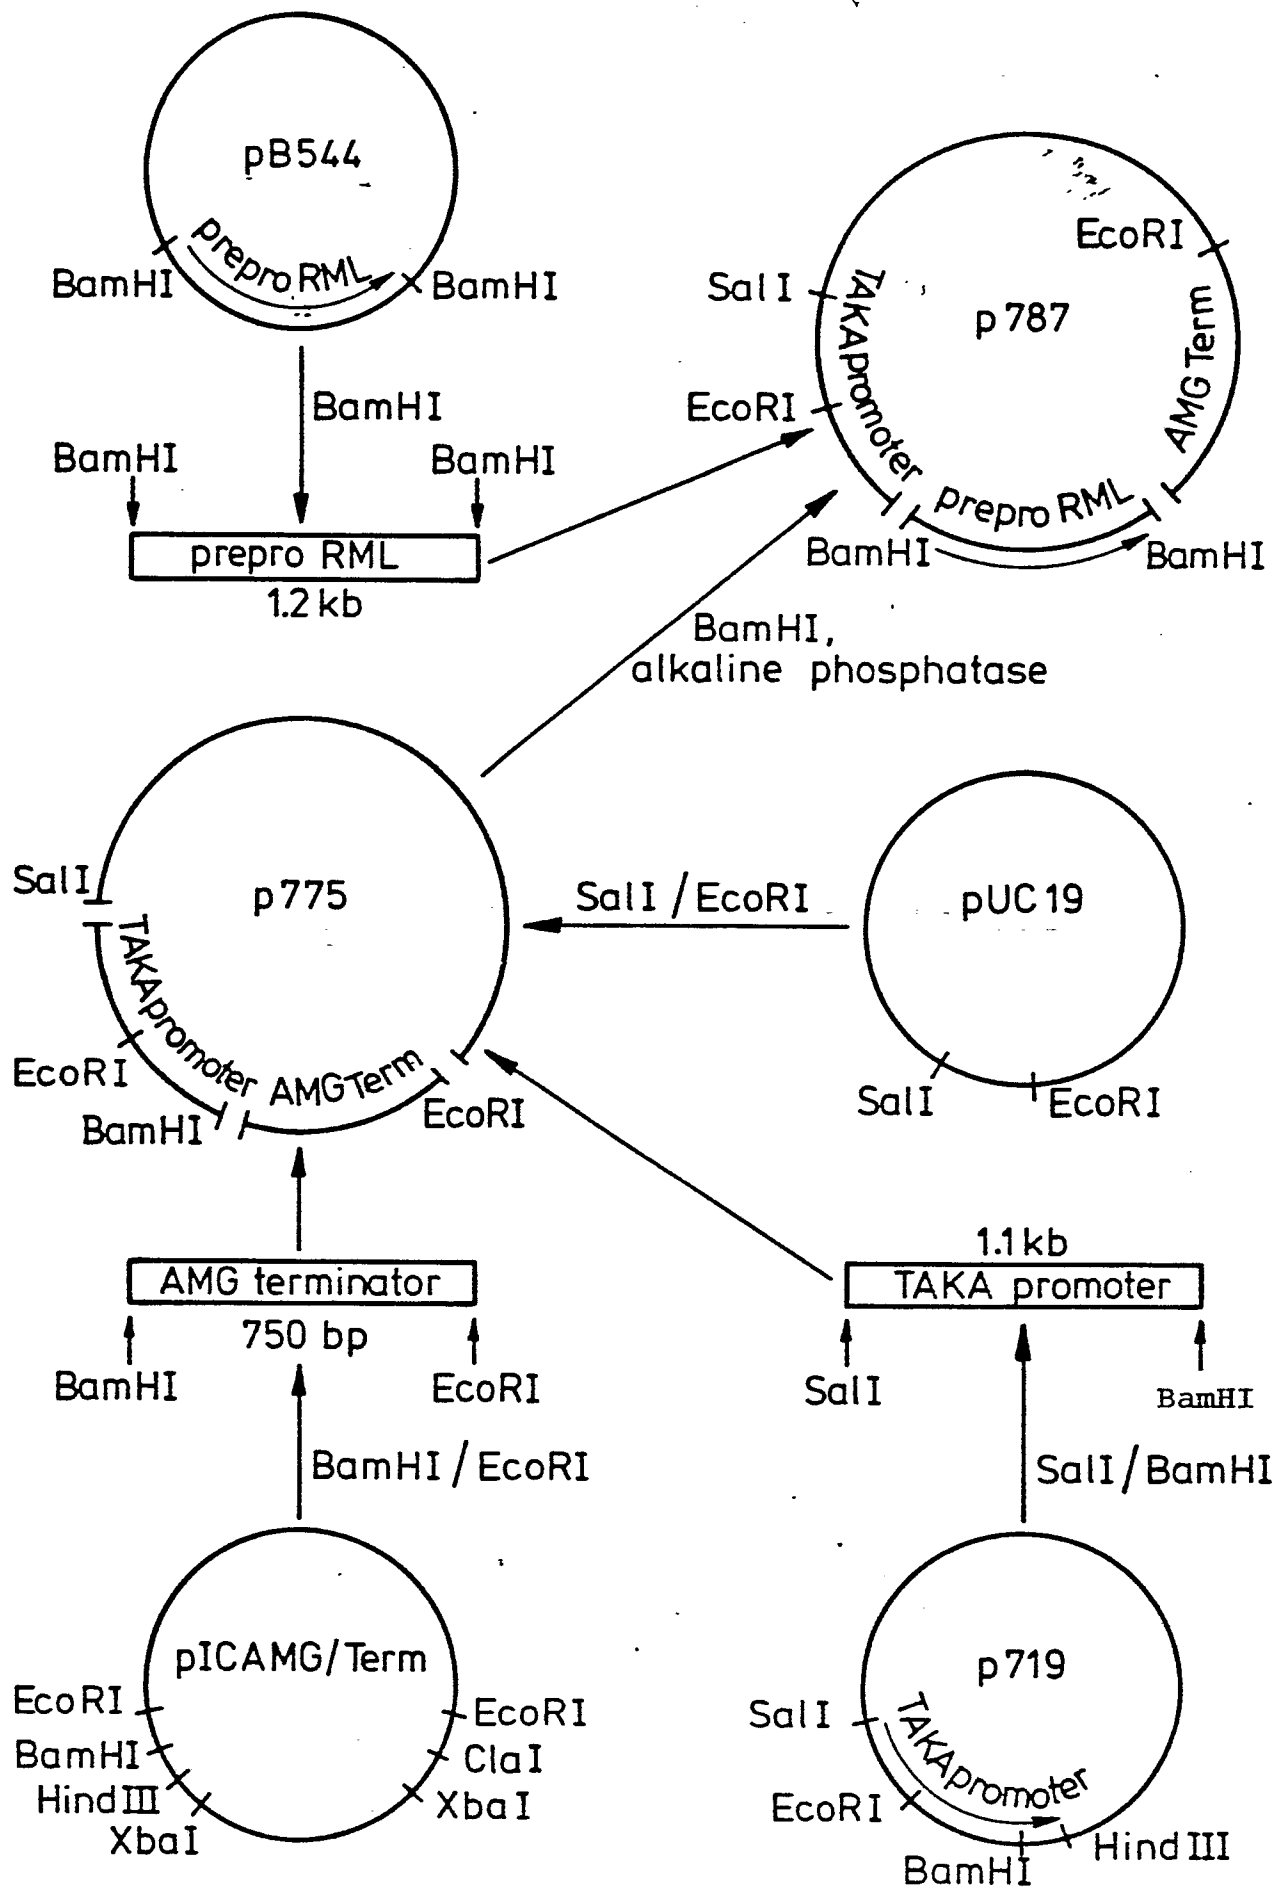 pB544
prepro RML
BamHI
BamHI
BamHI
BamHI
BamHI
prepro RML
1.2 kb
EcoRI
SalI
p787
TAKApromoter
AMG Term
EcoRI
prepro RML
BamHI
BamHI
BamHI,
alkaline phosphatase
SalI
p775
TAKApromoter
EcoRI
AMGTerm
BamHI
EcoRI
SalI/EcoRI
pUC19
SalI
EcoRI
AMG terminator
750 bp
BamHI
EcoRI
BamHI/EcoRI
1.1 kb
TAKA promoter
SalI
BamHI
SalI/BamHI
pICAMG/Term
EcoRI
EcoRI
BamHI
ClaI
HindIII
XbaI
XbaI
p719
SalI
TAKApromoter
EcoRI
BamHI
HindIII